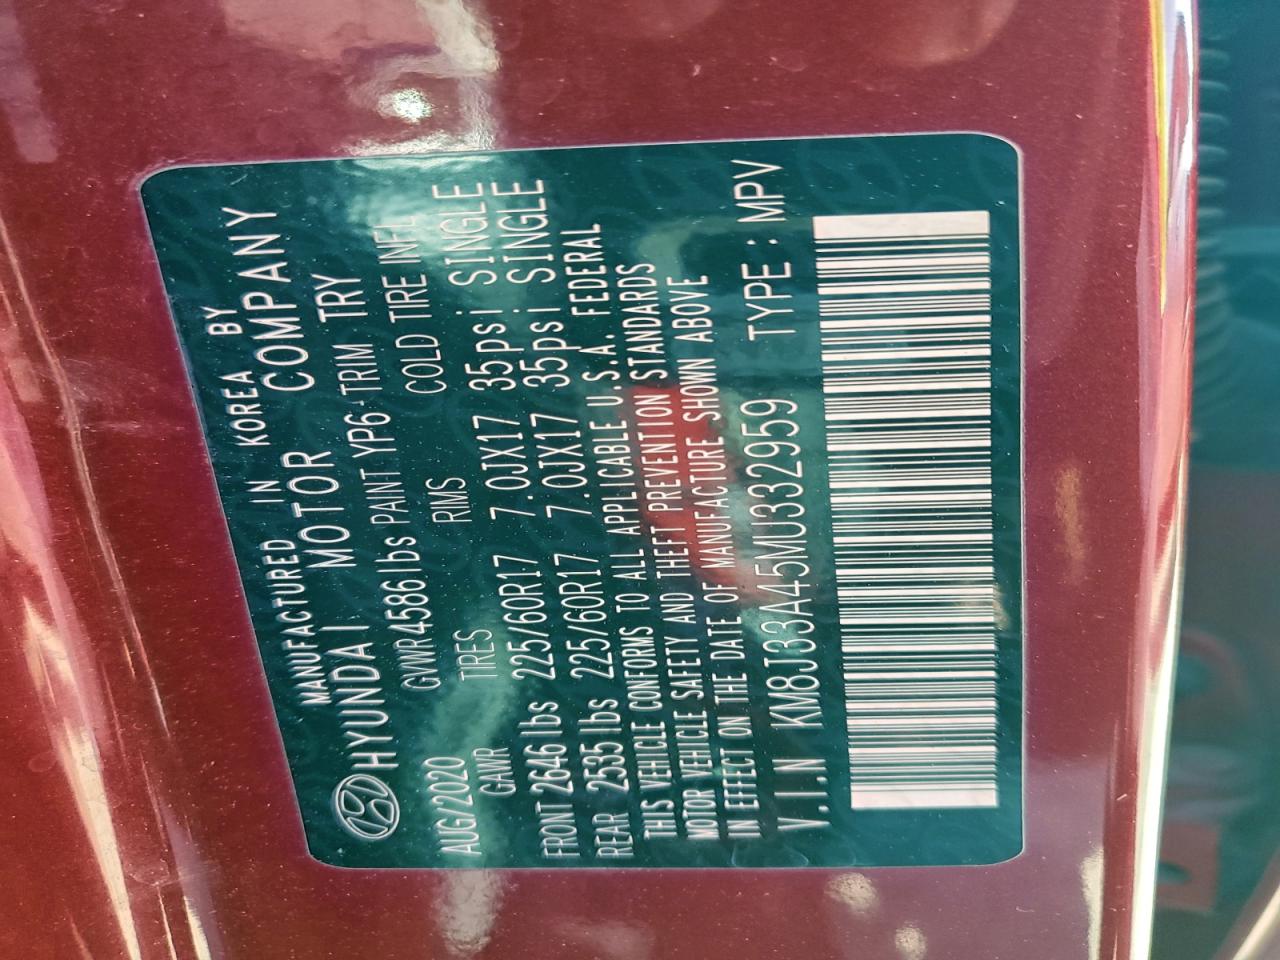 MANUFACTURED IN KOREA BY
HYUNDAI MOTOR COMPANY
AUG/2020 GWR 4586 lbs PAINT YP6 TRIM TRY
GAWR TIRES RIMS COLD TIRE INFL
FRONT 2646 lbs 225/60R17 7.0JX17 35psi SINGLE
REAR 2535 lbs 225/60R17 7.0JX17 35psi SINGLE
THIS VEHICLE CONFORMS TO ALL APPLICABLE U.S.A. FEDERAL
MOTOR VEHICLE SAFETY AND THEFT PREVENTION STANDARDS
IN EFFECT ON THE DATE OF MANUFACTURE SHOWN ABOVE
V.I.N KM8J33A45MU332959 TYPE : MPV